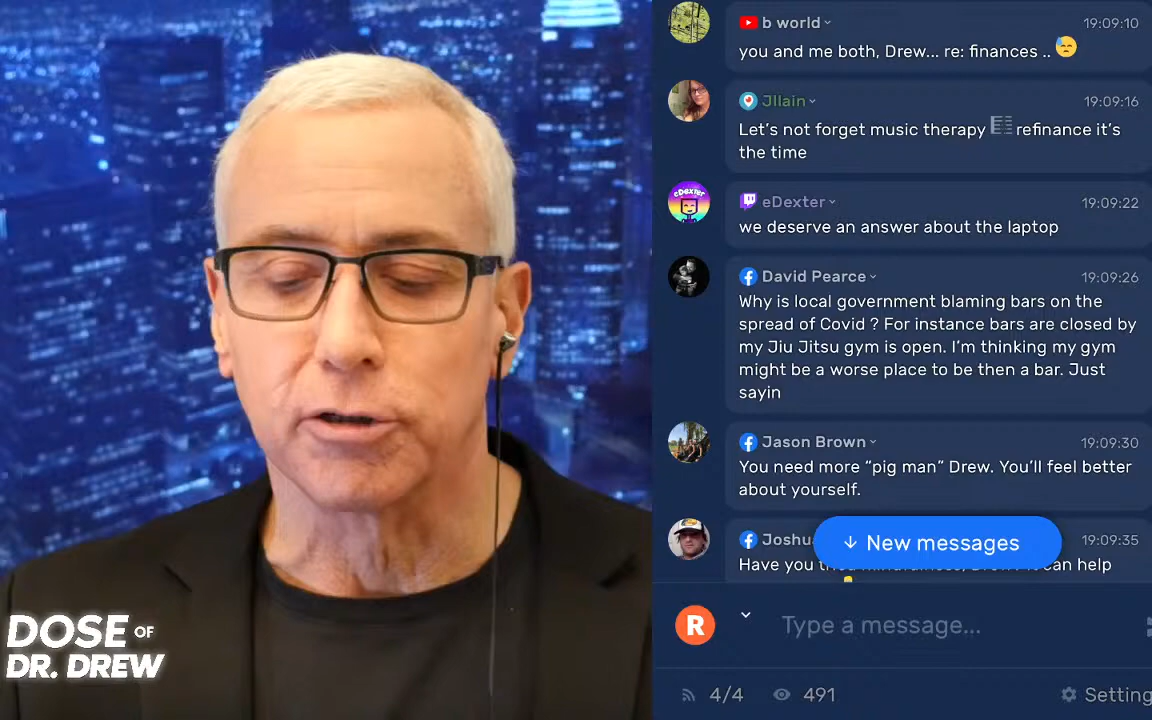 DOSE OF
DR. DREW
b world
19:09:10
you and me both, Drew... re: finances ..
Jllain
19:09:16
Let's not forget music therapy refinance it's
the time
eDexter
eDexter
19:09:22
we deserve an answer about the laptop
David Pearce
19:09:26
Why is local government blaming bars on the
spread of Covid ? For instance bars are closed by
my Jiu Jitsu gym is open. I'm thinking my gym
might be a worse place to be then a bar. Just
sayin
Jason Brown
19:09:30
You need more “pig man” Drew. You'll feel better
about yourself.
19:09:35
New messages
Have you can help
R
Type a message...
4/4
491
Setting